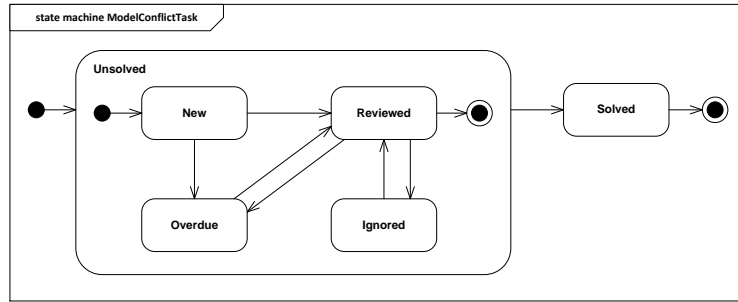 state machine ModelConflictTask
Unsolved
New
Reviewed
Solved
Overdue
Ignored